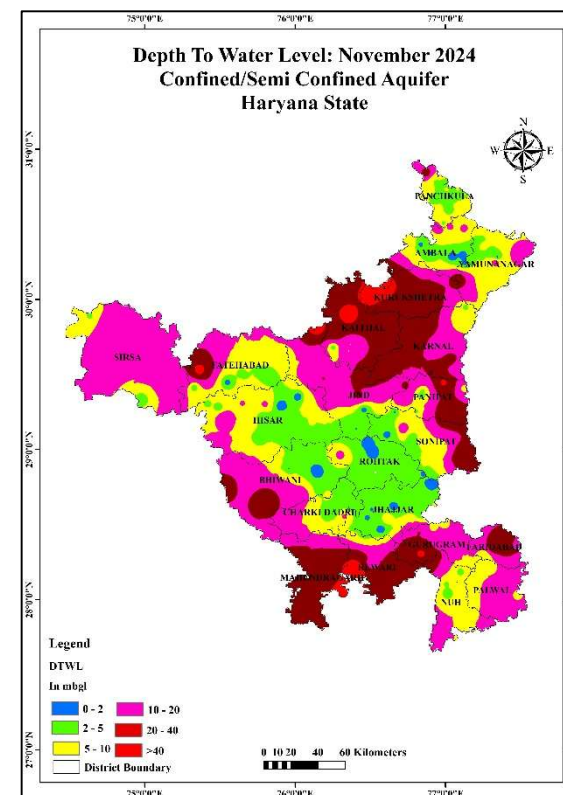 Depth To Water Level: November 2024
Confined/Semi Confined Aquifer
Haryana State
75°0'0"E 76°0'0"E 77°0'0"E
N
W E
S
31°0'0"N
30°0'0"N
29°0'0"N
28°0'0"N
27°0'0"N
PANCHKULA
AMBALA
YAMUNANAGAR
KURUKSHETRA
KAITHAL
KARNAL
SIRSA
FATEHABAD
JIND
PANIPAT
HISAR
SONIPAT
ROHTAK
BHIWANI
CHARKI DADRI
JHAJJAR
GURUGRAM
FARIDABAD
REWARI
PALWAL
NUH
Legend
DTWL
In mbgl
0 - 2 10 - 20
2 - 5 20 - 40
5 - 10 >40
District Boundary
0 10 20 40 60 Kilometers
75°0'0"E 76°0'0"E 77°0'0"E